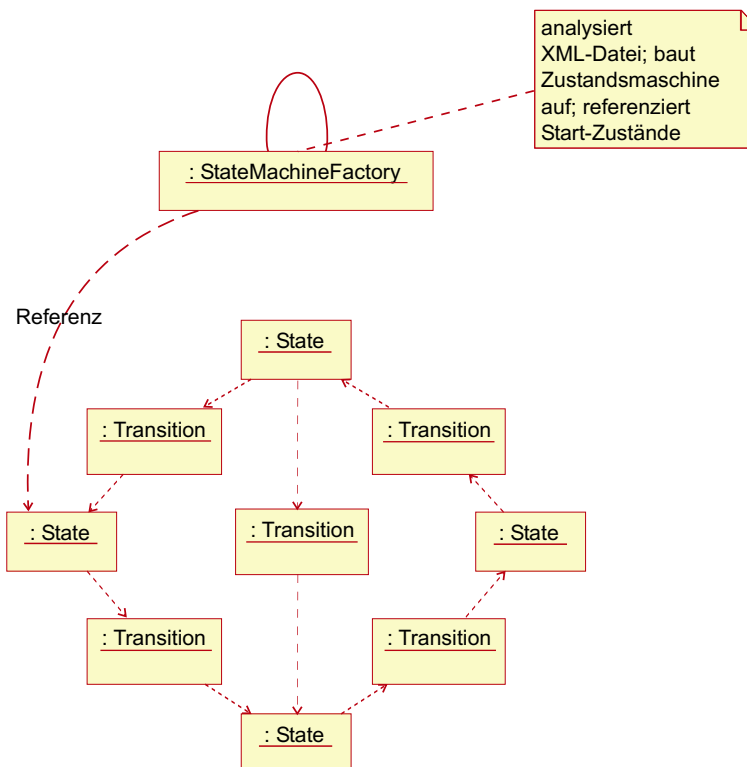 analysiert
XML-Datei; baut
Zustandsmaschine
auf; referenziert
Start-Zustände
: StateMachineFactory
Referenz
: State
: Transition
: Transition
: State
: Transition
: State
: Transition
: Transition
: State